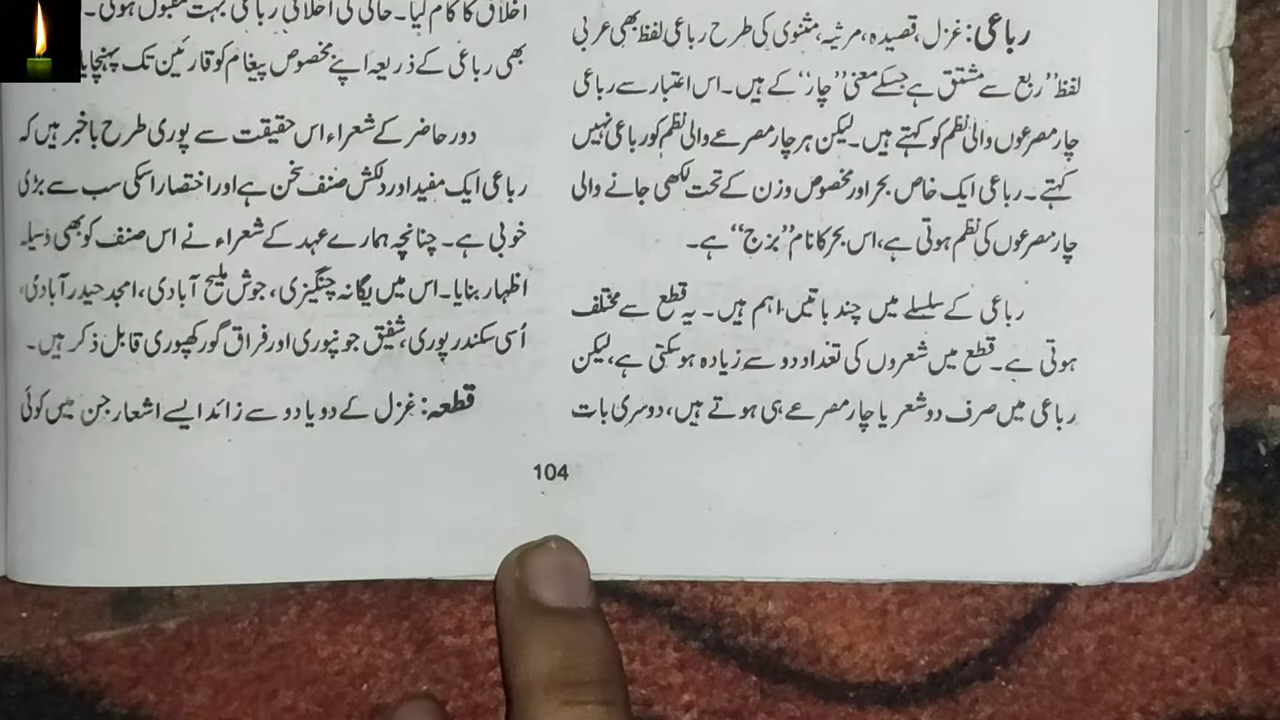 رباعی: غزل، قصیدہ، مرثیہ، مثنوی کی طرح رباعی لفظ بھی عربی
لفظ "ربع سے مشتق ہے جسکے معنی "چار" کے ہیں۔ اس اعتبار سے رباعی
چار مصرعوں والی نظم کو کہتے ہیں۔ لیکن ہر چار مصرعے والی نظم کو رباعی نہیں
کہتے۔ رباعی ایک خاص بحر اور مخصوص وزن کے تحت لکھی جانے والی
چار مصرعوں کی نظم ہوتی ہے، اس بحر کا نام "ہزج" ہے۔
رباعی کے سلسلے میں چند باتیں اہم ہیں۔ یہ قطع سے مختلف
ہوتی ہے۔ قطع میں شعروں کی تعداد دو سے زیادہ ہو سکتی ہے، لیکن
رباعی میں صرف دو شعر یا چار مصرعے ہی ہوتے ہیں، دوسری بات
اخلاق کا کام لیا۔ حالی کی اخلاقی رباعی بہت مقبول ہوئی۔
بھی رباعی کے ذریعہ اپنے مخصوص پیغام کو قارئین تک پہنچایا
دور حاضر کے شعراء اس حقیقت سے پوری طرح باخبر ہیں کہ
رباعی ایک مفید اور دلکش صنف سخن ہے اور اختصار اسکی سب سے بڑی
خوبی ہے۔ چنانچہ ہمارے عہد کے شعراء نے اس صنف کو بھی وسیلہ
اظہار بنایا۔ اس میں یگانہ چنگیزی، جوش ملیح آبادی، امجد حیدرآبادی،
آسی سکندر پوری، شفیق جونپوری اور فراق گورکھپوری قابل ذکر ہیں۔
قطعہ: غزل کے دو یا دو سے زائد ایسے اشعار جن میں کوئی
104